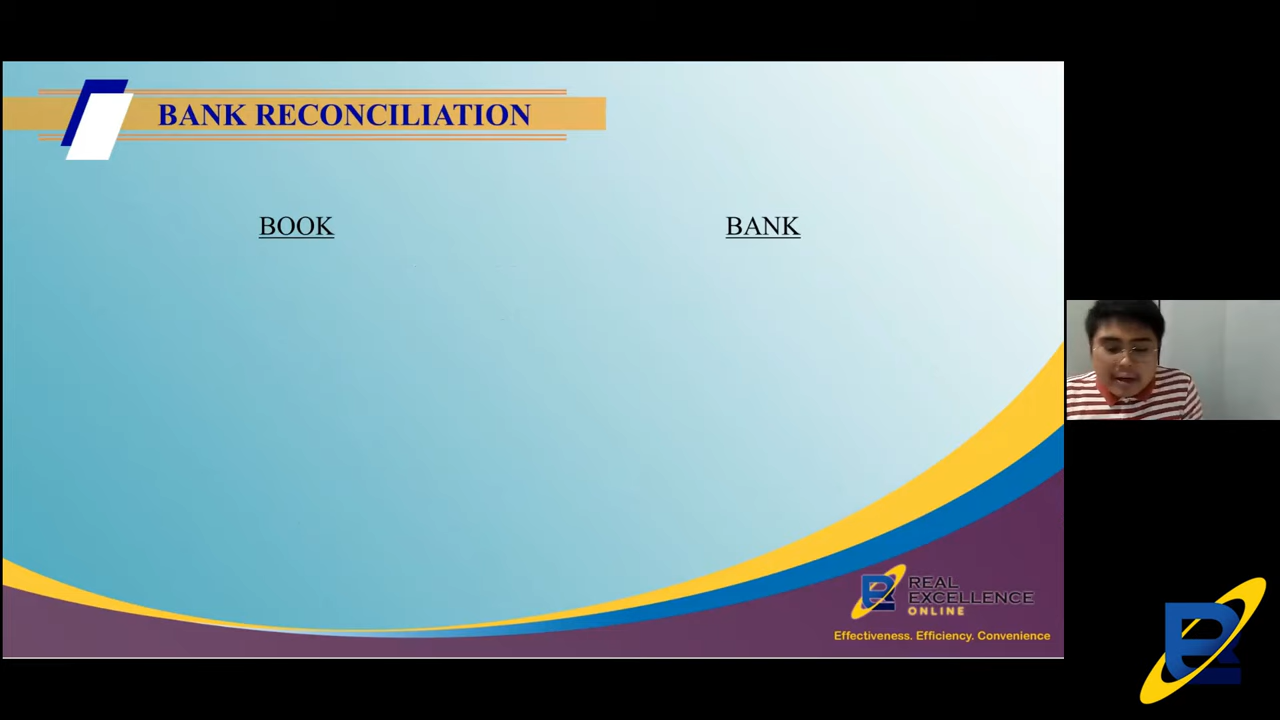 BANK RECONCILIATION
BOOK
BANK
REAL
EXCELLENCE
ONLINE
Effectiveness. Efficiency. Convenience